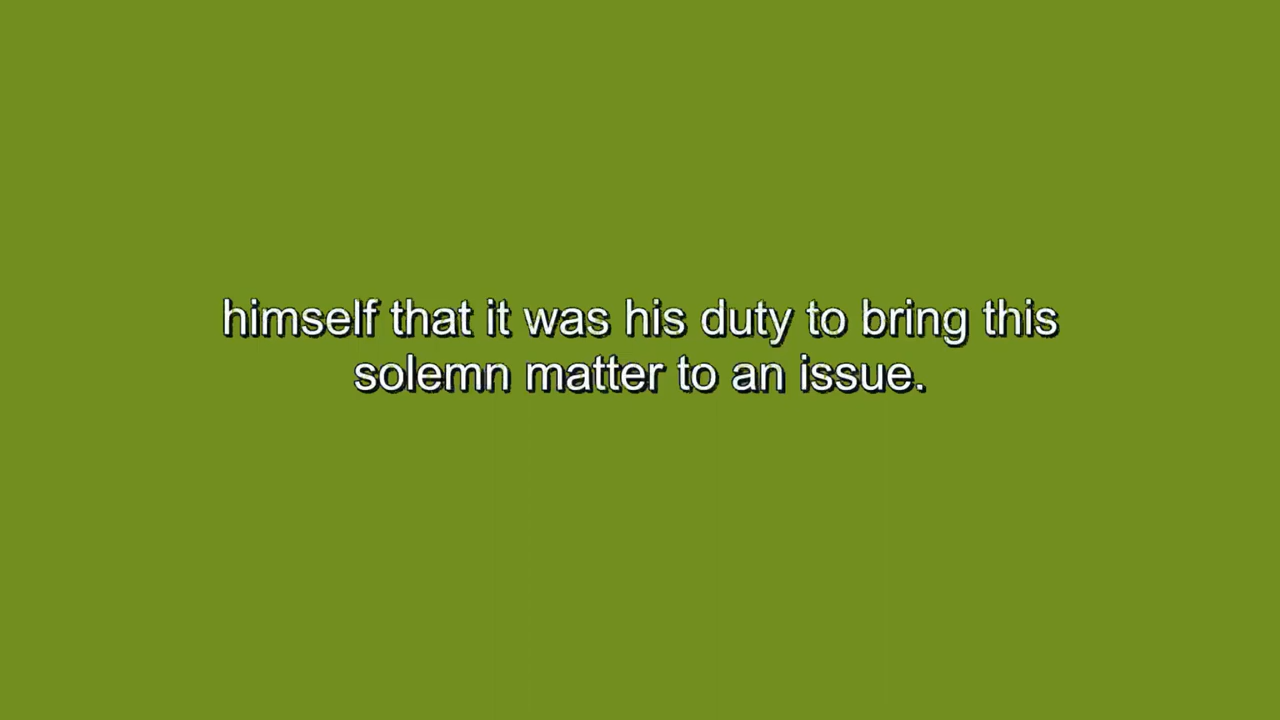 himself that it was his duty to bring this
solemn matter to an issue.